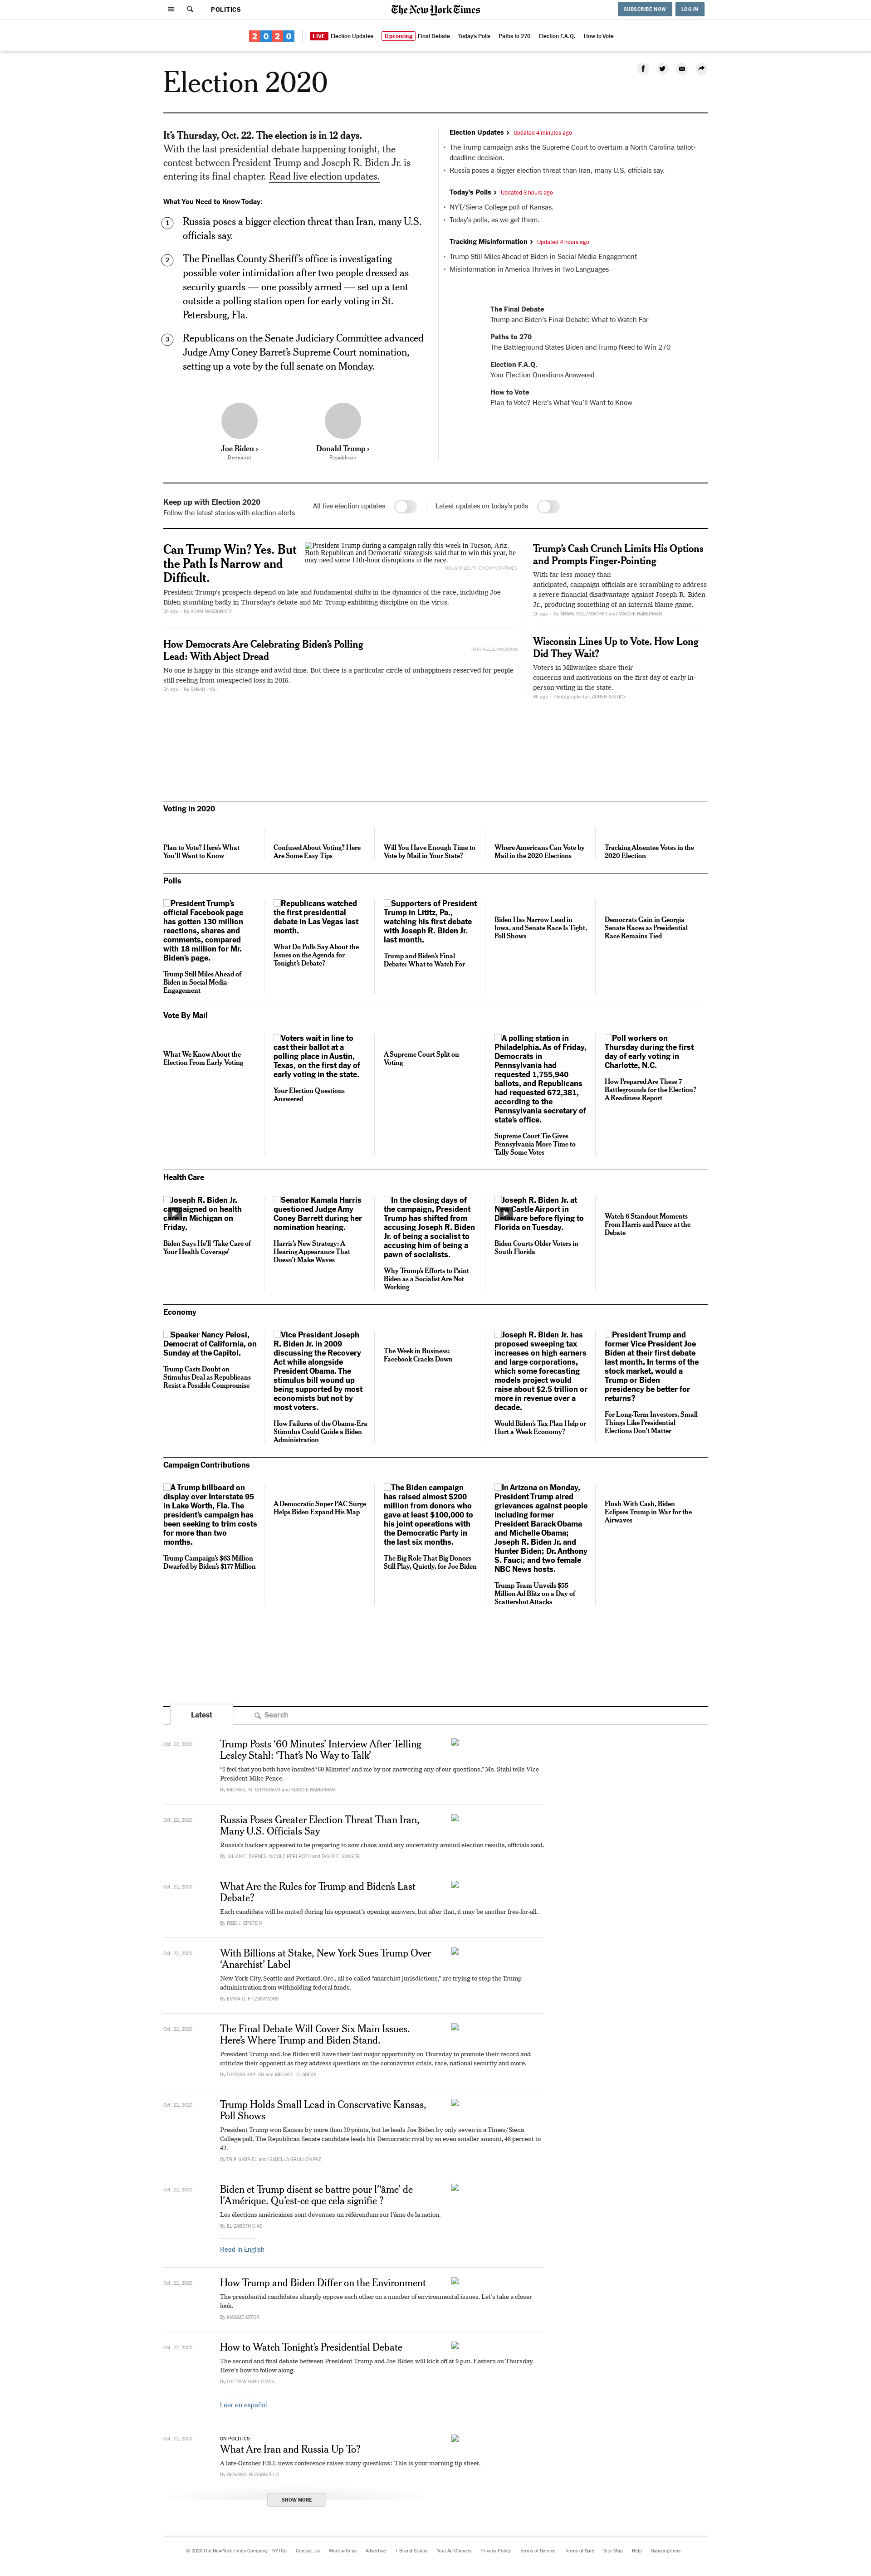 POLITICS
The New York Times
SUBSCRIBE NOW
LOG IN
2020
LIVE Election Updates
Upcoming Final Debate
Today's Polls
Paths to 270
Election F.A.Q.
How to Vote
Election 2020
It's Thursday, Oct. 22. The election is in 12 days.
With the last presidential debate happening tonight, the
contest between President Trump and Joseph R. Biden Jr. is
entering its final chapter. Read live election updates.
What You Need to Know Today:
1
Russia poses a bigger election threat than Iran, many U.S.
officials say.
2
The Pinellas County Sheriff's office is investigating
possible voter intimidation after two people dressed as
security guards — one possibly armed — set up a tent
outside a polling station open for early voting in St.
Petersburg, Fla.
3
Republicans on the Senate Judiciary Committee advanced
Judge Amy Coney Barret's Supreme Court nomination,
setting up a vote by the full senate on Monday.
Joe Biden ›
Democrat
Donald Trump ›
Republican
Election Updates › Updated 4 minutes ago
• The Trump campaign asks the Supreme Court to overturn a North Carolina ballot-
deadline decision.
• Russia poses a bigger election threat than Iran, many U.S. officials say.
Today's Polls › Updated 3 hours ago
• NYT/Siena College poll of Kansas.
• Today's polls, as we get them.
Tracking Misinformation › Updated 4 hours ago
• Trump Still Miles Ahead of Biden in Social Media Engagement
• Misinformation in America Thrives in Two Languages
The Final Debate
Trump and Biden's Final Debate: What to Watch For
Paths to 270
The Battleground States Biden and Trump Need to Win 270
Election F.A.Q.
Your Election Questions Answered
How to Vote
Plan to Vote? Here's What You'll Want to Know
Keep up with Election 2020
Follow the latest stories with election alerts
All live election updates
Latest updates on today's polls
Can Trump Win? Yes. But
the Path Is Narrow and
Difficult.
President Trump during a campaign rally this week in Tucson, Ariz.
Both Republican and Democratic strategists said that to win this year, he
may need some 11th-hour disruptions in the race.
DOUG MILLS/THE NEW YORK TIMES
President Trump's prospects depend on late and fundamental shifts in the dynamics of the race, including Joe
Biden stumbling badly in Thursday's debate and Mr. Trump exhibiting discipline on the virus.
5h ago – By ADAM NAGOURNEY
How Democrats Are Celebrating Biden's Polling
Lead: With Abject Dread
RAPHAELLE MACARON
No one is happy in this strange and awful time. But there is a particular circle of unhappiness reserved for people
still reeling from unexpected loss in 2016.
5h ago – By SARAH LYALL
Trump's Cash Crunch Limits His Options
and Prompts Finger-Pointing
With far less money than
anticipated, campaign officials are scrambling to address
a severe financial disadvantage against Joseph R. Biden
Jr., producing something of an internal blame game.
2h ago – By SHANE GOLDMACHER and MAGGIE HABERMAN
Wisconsin Lines Up to Vote. How Long
Did They Wait?
Voters in Milwaukee share their
concerns and motivations on the first day of early in-
person voting in the state.
6h ago – Photographs by LAUREN JUSTICE
Voting in 2020
Plan to Vote? Here's What
You'll Want to Know
Confused About Voting? Here
Are Some Easy Tips
Will You Have Enough Time to
Vote by Mail in Your State?
Where Americans Can Vote by
Mail in the 2020 Elections
Tracking Absentee Votes in the
2020 Election
Polls
President Trump's
official Facebook page
has gotten 130 million
reactions, shares and
comments, compared
with 18 million for Mr.
Biden's page.
Trump Still Miles Ahead of
Biden in Social Media
Engagement
Republicans watched
the first presidential
debate in Las Vegas last
month.
What Do Polls Say About the
Issues on the Agenda for
Tonight's Debate?
Supporters of President
Trump in Lititz, Pa.,
watching his first debate
with Joseph R. Biden Jr.
last month.
Trump and Biden's Final
Debate: What to Watch For
Biden Has Narrow Lead in
Iowa, and Senate Race Is Tight,
Poll Shows
Democrats Gain in Georgia
Senate Races as Presidential
Race Remains Tied
Vote By Mail
What We Know About the
Election From Early Voting
Voters wait in line to
cast their ballot at a
polling place in Austin,
Texas, on the first day of
early voting in the state.
Your Election Questions
Answered
A Supreme Court Split on
Voting
A polling station in
Philadelphia. As of Friday,
Democrats in
Pennsylvania had
requested 1,755,940
ballots, and Republicans
had requested 672,381,
according to the
Pennsylvania secretary of
state's office.
Supreme Court Tie Gives
Pennsylvania More Time to
Tally Some Votes
Poll workers on
Thursday during the first
day of early voting in
Charlotte, N.C.
How Prepared Are These 7
Battlegrounds for the Election?
A Readiness Report
Health Care
Joseph R. Biden Jr.
campaigned on health
care in Michigan on
Friday.
Biden Says He'll 'Take Care of
Your Health Coverage'
Senator Kamala Harris
questioned Judge Amy
Coney Barrett during her
nomination hearing.
Harris's New Strategy: A
Hearing Appearance That
Doesn't Make Waves
In the closing days of
the campaign, President
Trump has shifted from
accusing Joseph R. Biden
Jr. of being a socialist to
accusing him of being a
pawn of socialists.
Why Trump's Efforts to Paint
Biden as a Socialist Are Not
Working
Joseph R. Biden Jr. at
New Castle Airport in
Delaware before flying to
Florida on Tuesday.
Biden Courts Older Voters in
South Florida
Watch 6 Standout Moments
From Harris and Pence at the
Debate
Economy
Speaker Nancy Pelosi,
Democrat of California, on
Sunday at the Capitol.
Trump Casts Doubt on
Stimulus Deal as Republicans
Resist a Possible Compromise
Vice President Joseph
R. Biden Jr. in 2009
discussing the Recovery
Act while alongside
President Obama. The
stimulus bill wound up
being supported by most
economists but not by
most voters.
How Failures of the Obama-Era
Stimulus Could Guide a Biden
Administration
The Week in Business:
Facebook Cracks Down
Joseph R. Biden Jr. has
proposed sweeping tax
increases on high earners
and large corporations,
which some forecasting
models project would
raise about $2.5 trillion or
more in revenue over a
decade.
Would Biden's Tax Plan Help or
Hurt a Weak Economy?
President Trump and
former Vice President Joe
Biden at their first debate
last month. In terms of the
stock market, would a
Trump or Biden
presidency be better for
returns?
For Long-Term Investors, Small
Things Like Presidential
Elections Don't Matter
Campaign Contributions
A Trump billboard on
display over Interstate 95
in Lake Worth, Fla. The
president's campaign has
been seeking to trim costs
for more than two
months.
Trump Campaign's $63 Million
Dwarfed by Biden's $177 Million
A Democratic Super PAC Surge
Helps Biden Expand His Map
The Biden campaign
has raised almost $200
million from donors who
gave at least $100,000 to
his joint operations with
the Democratic Party in
the last six months.
The Big Role That Big Donors
Still Play, Quietly, for Joe Biden
In Arizona on Monday,
President Trump aired
grievances against people
including former
President Barack Obama
and Michelle Obama;
Joseph R. Biden Jr. and
Hunter Biden; Dr. Anthony
S. Fauci; and two female
NBC News hosts.
Trump Team Unveils $55
Million Ad Blitz on a Day of
Scattershot Attacks
Flush With Cash, Biden
Eclipses Trump in War for the
Airwaves
Latest
Search
Oct. 22, 2020
Trump Posts '60 Minutes' Interview After Telling
Lesley Stahl: 'That's No Way to Talk'
"I feel that you both have insulted '60 Minutes' and me by not answering any of our questions," Ms. Stahl tells Vice
President Mike Pence.
By MICHAEL M. GRYNBAUM and MAGGIE HABERMAN
Oct. 22, 2020
Russia Poses Greater Election Threat Than Iran,
Many U.S. Officials Say
Russia's hackers appeared to be preparing to sow chaos amid any uncertainty around election results, officials said.
By JULIAN E. BARNES, NICOLE PERLROTH and DAVID E. SANGER
Oct. 22, 2020
What Are the Rules for Trump and Biden's Last
Debate?
Each candidate will be muted during his opponent's opening answers, but after that, it may be another free-for-all.
By REID J. EPSTEIN
Oct. 22, 2020
With Billions at Stake, New York Sues Trump Over
'Anarchist' Label
New York City, Seattle and Portland, Ore., all so-called "anarchist jurisdictions," are trying to stop the Trump
administration from withholding federal funds.
By EMMA G. FITZSIMMONS
Oct. 22, 2020
The Final Debate Will Cover Six Main Issues.
Here's Where Trump and Biden Stand.
President Trump and Joe Biden will have their last major opportunity on Thursday to promote their record and
criticize their opponent as they address questions on the coronavirus crisis, race, national security and more.
By THOMAS KAPLAN and MICHAEL D. SHEAR
Oct. 22, 2020
Trump Holds Small Lead in Conservative Kansas,
Poll Shows
President Trump won Kansas by more than 20 points, but he leads Joe Biden by only seven in a Times/Siena
College poll. The Republican Senate candidate leads his Democratic rival by an even smaller amount, 46 percent to
42.
By TRIP GABRIEL and ISABELLA GRULLÓN PAZ
Oct. 22, 2020
Biden et Trump disent se battre pour l'‘âme’ de
l'Amérique. Qu'est-ce que cela signifie ?
Les élections américaines sont devenues un référendum sur l'âme de la nation.
By ELIZABETH DIAS
Read in English
Oct. 22, 2020
How Trump and Biden Differ on the Environment
The presidential candidates sharply oppose each other on a number of environmental issues. Let's take a closer
look.
By MAGGIE ASTOR
Oct. 22, 2020
How to Watch Tonight's Presidential Debate
The second and final debate between President Trump and Joe Biden will kick off at 9 p.m. Eastern on Thursday.
Here's how to follow along.
By THE NEW YORK TIMES
Leer en español
Oct. 22, 2020
ON POLITICS
What Are Iran and Russia Up To?
A late-October F.B.I. news conference raises many questions: This is your morning tip sheet.
By GIOVANNI RUSSONELLO
SHOW MORE
© 2020 The New York Times Company
NYTCo
Contact Us
Work with us
Advertise
T Brand Studio
Your Ad Choices
Privacy Policy
Terms of Service
Terms of Sale
Site Map
Help
Subscriptions